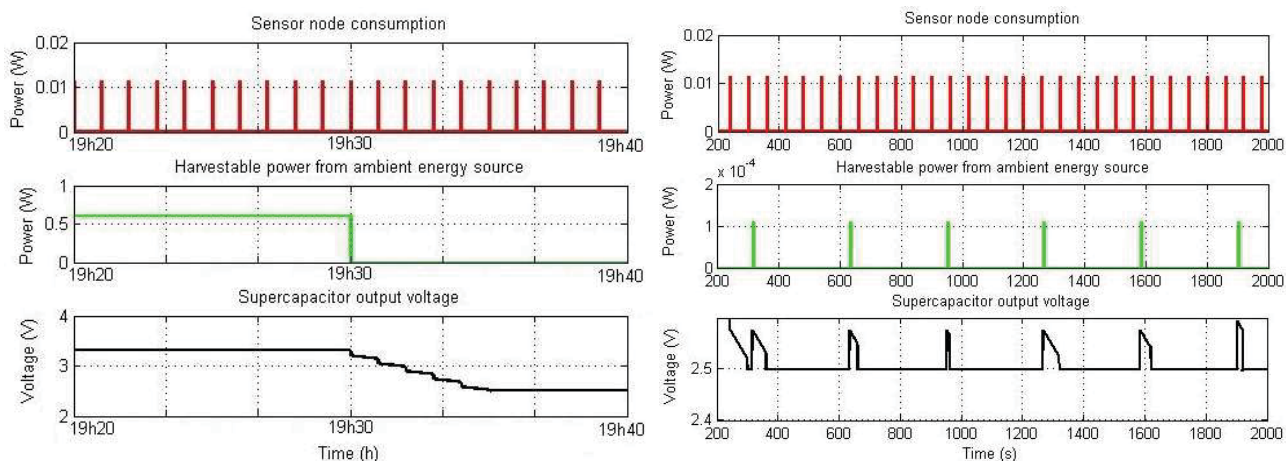 Sensor node consumption
Power (W)
0.02
0.01
0
19h20 19h30 19h40
Harvestable power from ambient energy source
Power (W)
1
0.5
0
19h20 19h30 19h40
Supercapacitor output voltage
Voltage (V)
4
3
2
19h20 19h30 19h40
Time (h)
Sensor node consumption
Power (W)
0.02
0.01
0
200 400 600 800 1000 1200 1400 1600 1800 2000
x 10⁻⁴ Harvestable power from ambient energy source
Power (W)
2
1
0
200 400 600 800 1000 1200 1400 1600 1800 2000
Supercapacitor output voltage
Voltage (V)
2.5
2.4
200 400 600 800 1000 1200 1400 1600 1800 2000
Time (s)